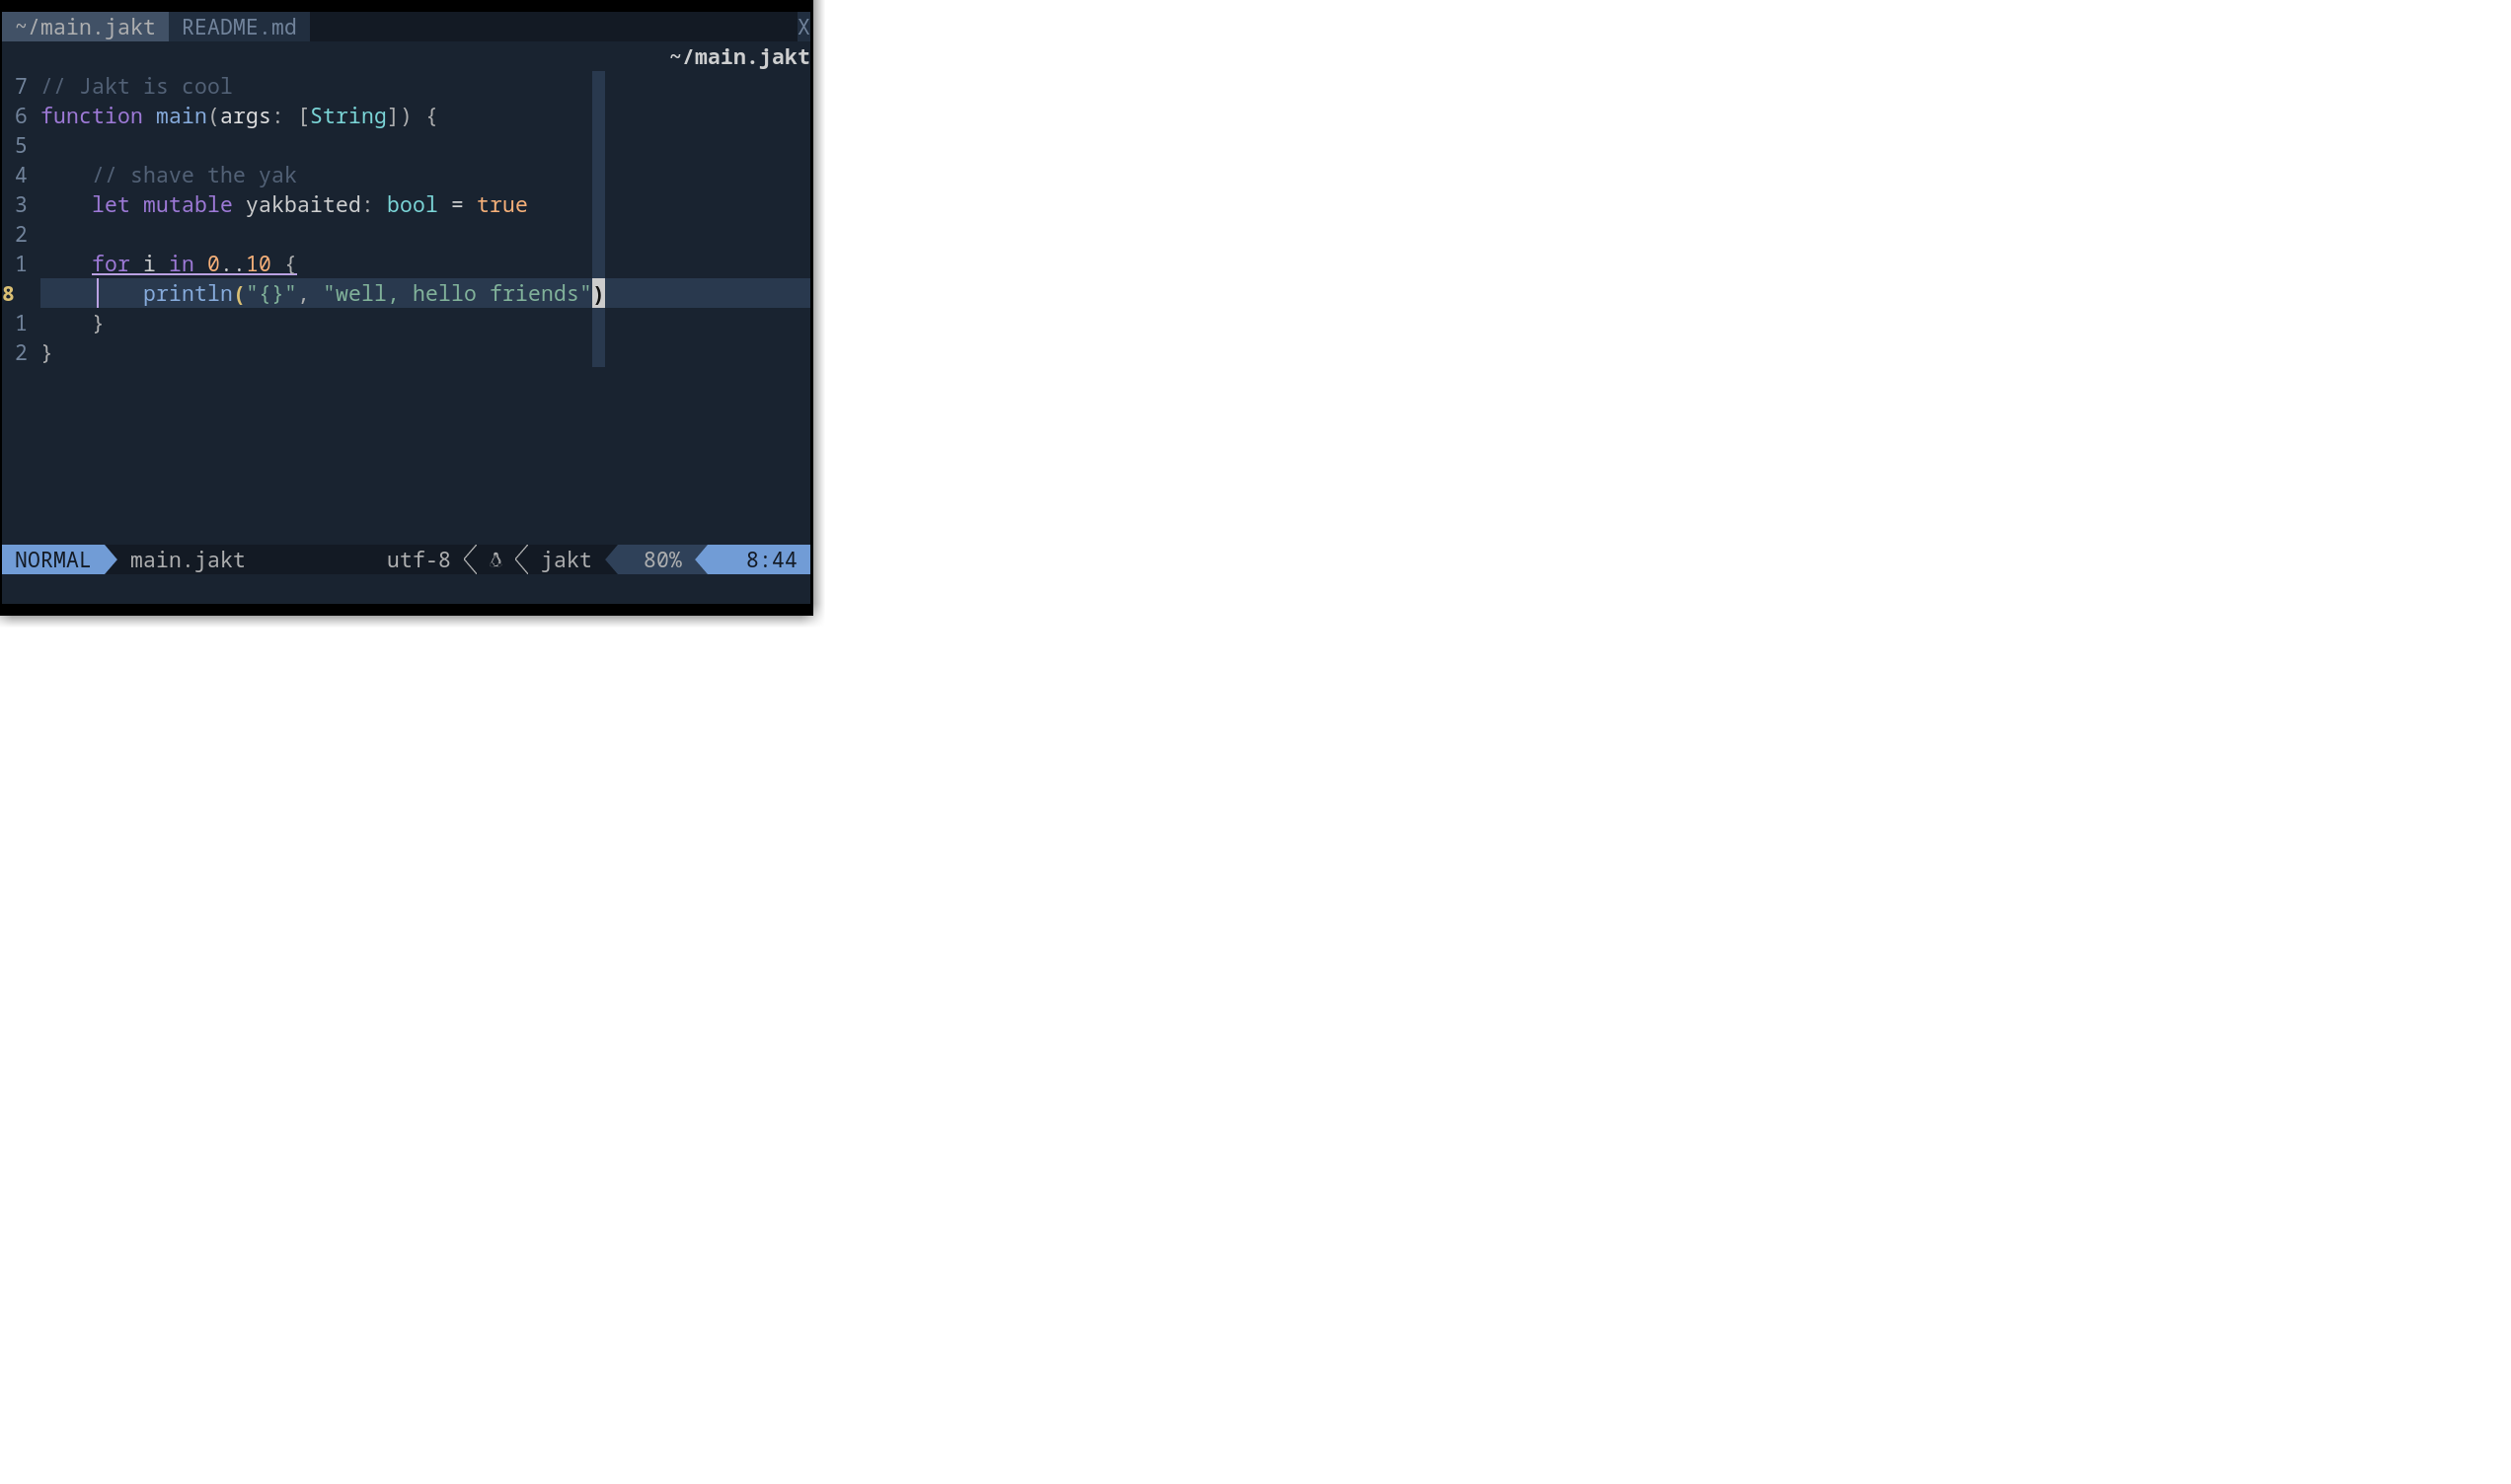 ~/main.jakt README.md X
~/main.jakt
7 // Jakt is cool
6 function main(args: [String]) {
5
4     // shave the yak
3     let mutable yakbaited: bool = true
2
1     for i in 0..10 {
8         println("{}", "well, hello friends")
1     }
2 }
NORMAL main.jakt utf-8 jakt 80% 8:44